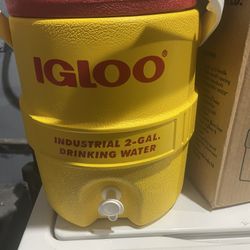 IGLOO®
INDUSTRIAL 2-GAL.
DRINKING WATER